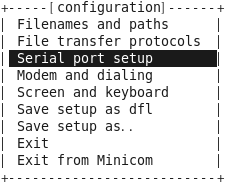 [configuration]
Filenames and paths
File transfer protocols
Serial port setup
Modem and dialing
Screen and keyboard
Save setup as dfl
Save setup as..
Exit
Exit from Minicom